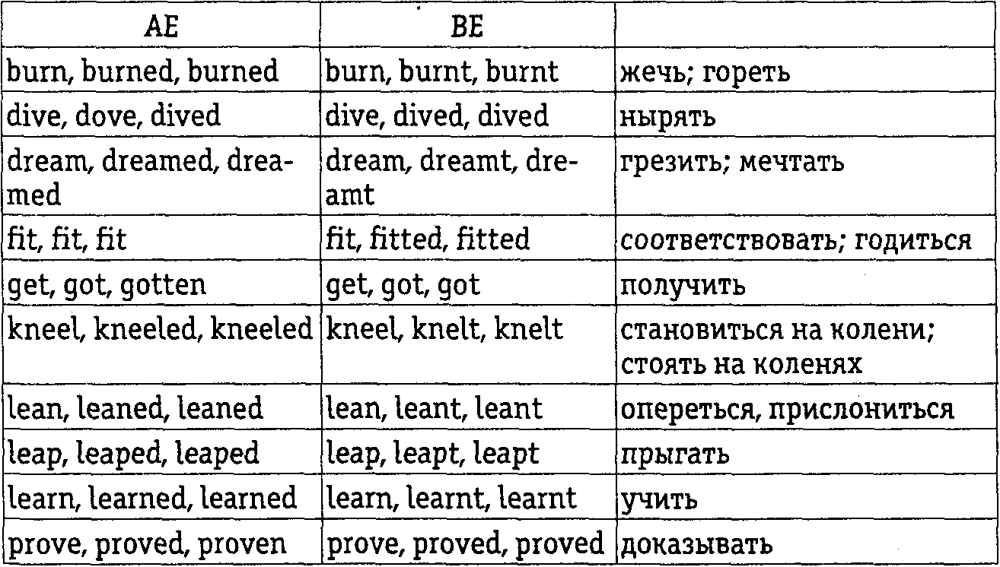 AE BE
burn, burned, burned burn, burnt, burnt жечь; гореть
dive, dove, dived dive, dived, dived нырять
dream, dreamed, drea- dream, dreamt, dre- грезить; мечтать
med amt
fit, fit, fit fit, fitted, fitted соответствовать; годиться
get, got, gotten get, got, got получить
kneel, kneeled, kneeled kneel, knelt, knelt становиться на колени;
стоять на коленях
lean, leaned, leaned lean, leant, leant опереться, прислониться
leap, leaped, leaped leap, leapt, leapt прыгать
learn, learned, learned learn, learnt, learnt учить
prove, proved, proven prove, proved, proved доказывать